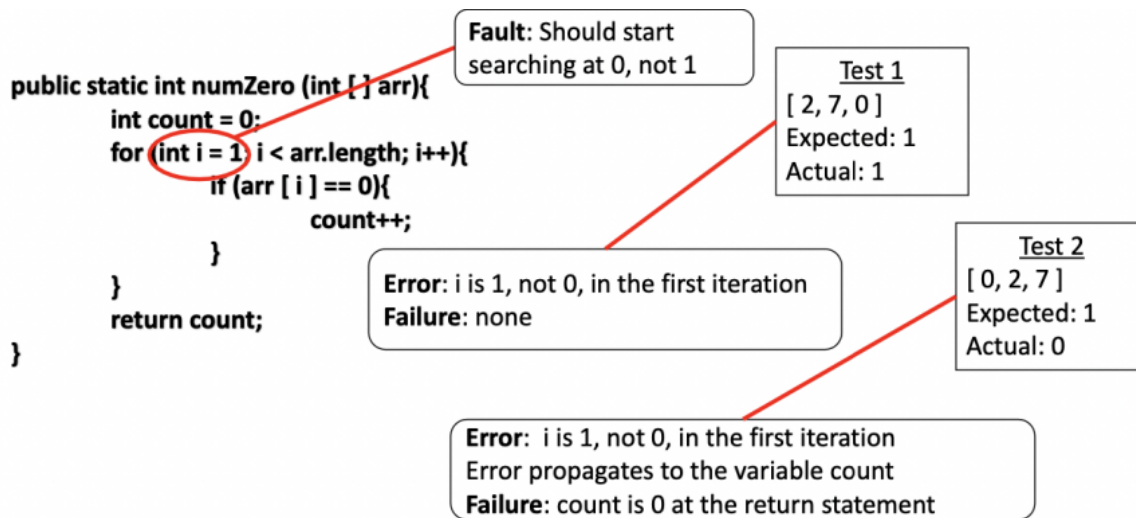 Fault: Should start
searching at 0, not 1
public static int numZero (int [ ] arr){
int count = 0;
for (int i = 1; i < arr.length; i++){
if (arr [ i ] == 0){
count++;
}
}
return count;
}
Test 1
[ 2, 7, 0 ]
Expected: 1
Actual: 1
Error: i is 1, not 0, in the first iteration
Failure: none
Test 2
[ 0, 2, 7 ]
Expected: 1
Actual: 0
Error: i is 1, not 0, in the first iteration
Error propagates to the variable count
Failure: count is 0 at the return statement